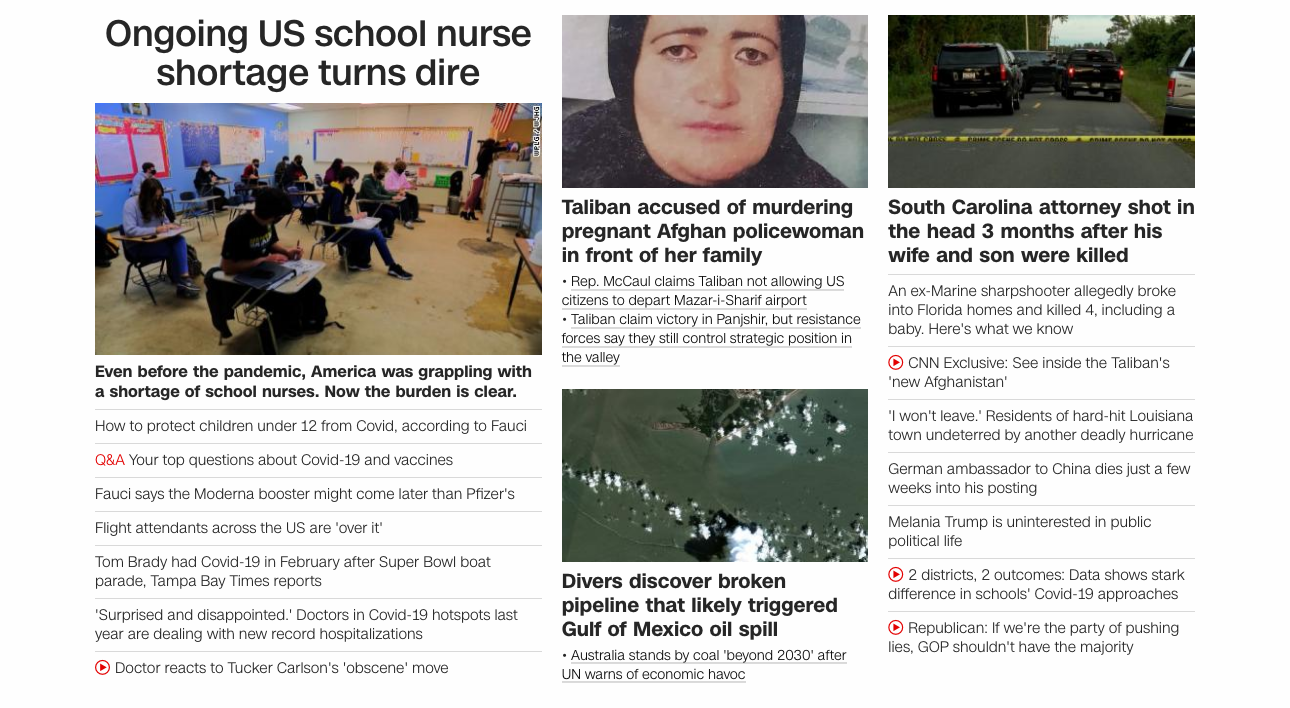 Ongoing US school nurse
shortage turns dire
WPLG / WJHG
Even before the pandemic, America was grappling with
a shortage of school nurses. Now the burden is clear.
How to protect children under 12 from Covid, according to Fauci
Q&A Your top questions about Covid-19 and vaccines
Fauci says the Moderna booster might come later than Pfizer's
Flight attendants across the US are 'over it'
Tom Brady had Covid-19 in February after Super Bowl boat
parade, Tampa Bay Times reports
'Surprised and disappointed.' Doctors in Covid-19 hotspots last
year are dealing with new record hospitalizations
Doctor reacts to Tucker Carlson's 'obscene' move
Taliban accused of murdering
pregnant Afghan policewoman
in front of her family
• Rep. McCaul claims Taliban not allowing US
citizens to depart Mazar-i-Sharif airport
• Taliban claim victory in Panjshir, but resistance
forces say they still control strategic position in
the valley
Divers discover broken
pipeline that likely triggered
Gulf of Mexico oil spill
• Australia stands by coal 'beyond 2030' after
UN warns of economic havoc
CRIME SCENE DO NOT CROSS
South Carolina attorney shot in
the head 3 months after his
wife and son were killed
An ex-Marine sharpshooter allegedly broke
into Florida homes and killed 4, including a
baby. Here's what we know
CNN Exclusive: See inside the Taliban's
'new Afghanistan'
'I won't leave.' Residents of hard-hit Louisiana
town undeterred by another deadly hurricane
German ambassador to China dies just a few
weeks into his posting
Melania Trump is uninterested in public
political life
2 districts, 2 outcomes: Data shows stark
difference in schools' Covid-19 approaches
Republican: If we're the party of pushing
lies, GOP shouldn't have the majority